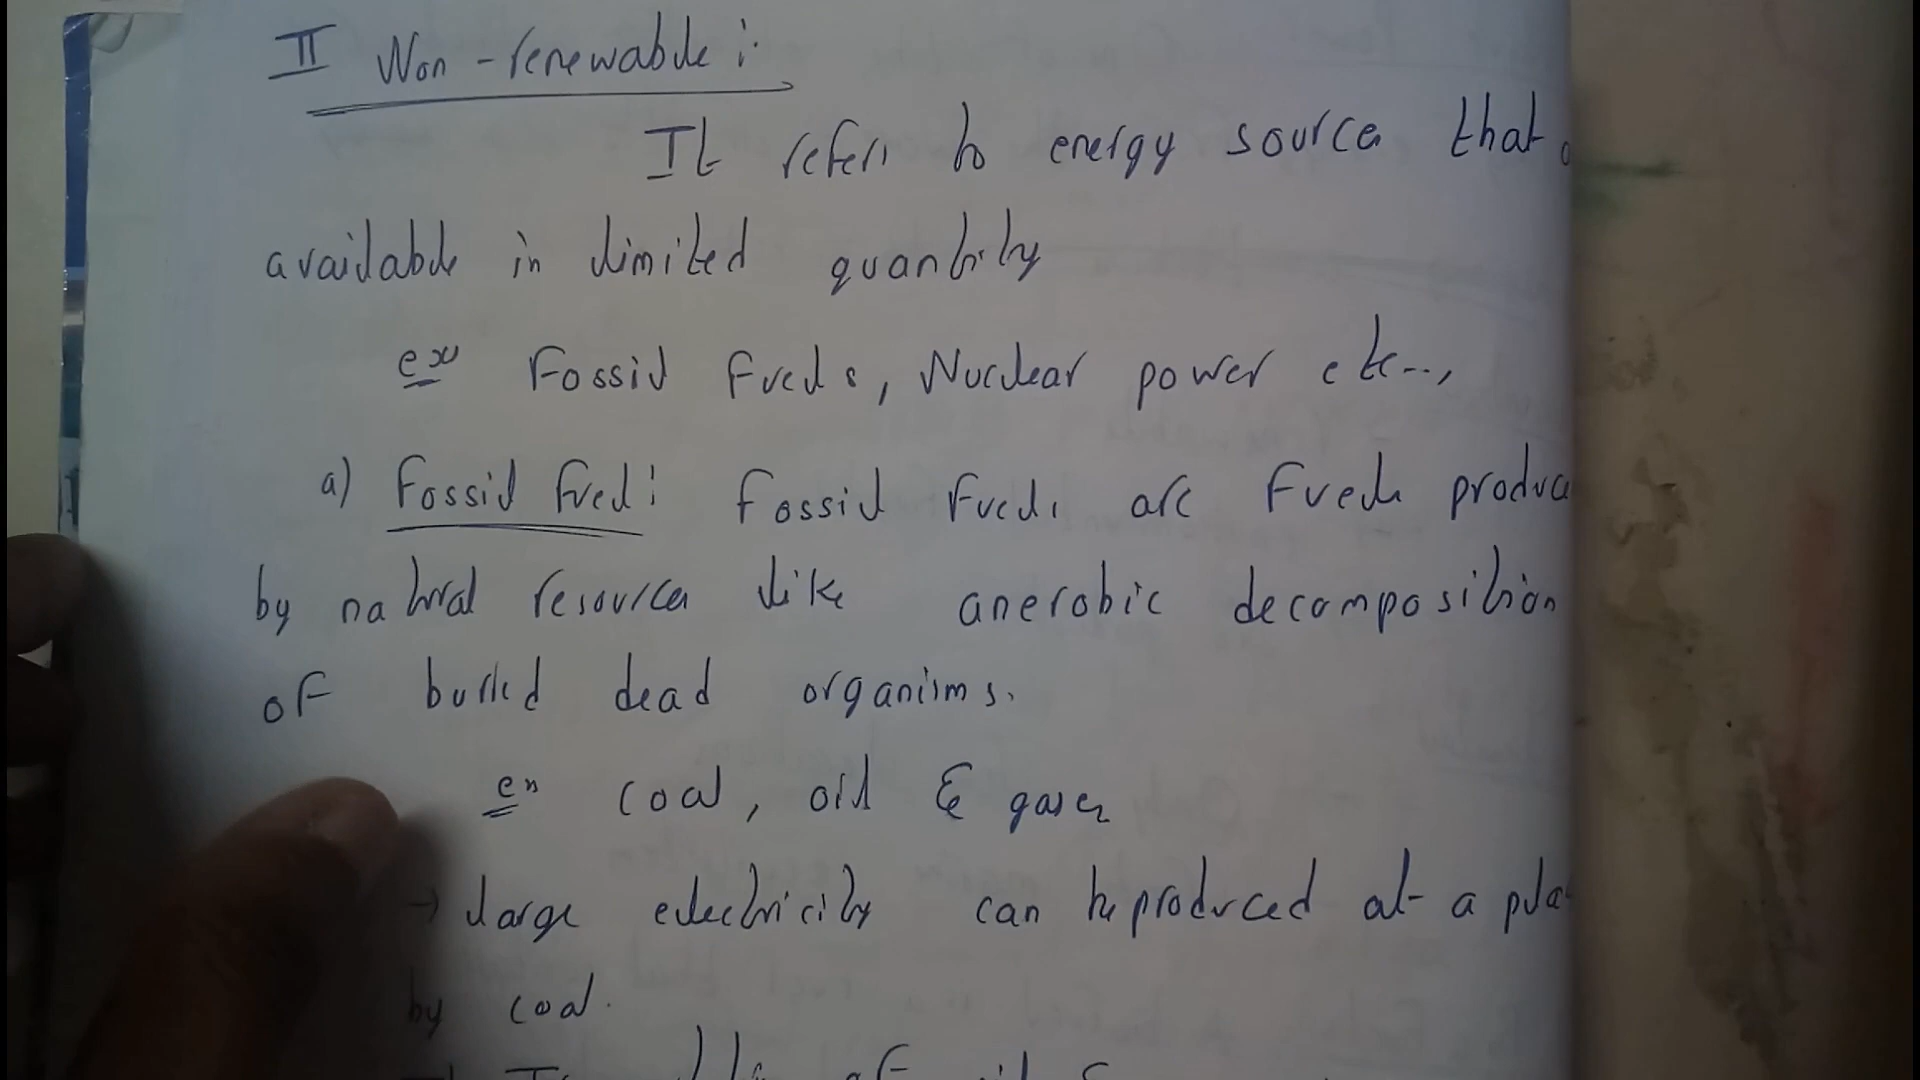 II Non-renewable :
It refers to energy source that
available in limited quantity
ex Fossil Fuels, Nuclear power etc..,
a) Fossil Fuel : Fossil Fuels are Fuels produc
by natural resources like anerobic decomposition
of buried dead organisms.
ex coal, oil & gases
→ large electricity can be produced at a pla
by coal.